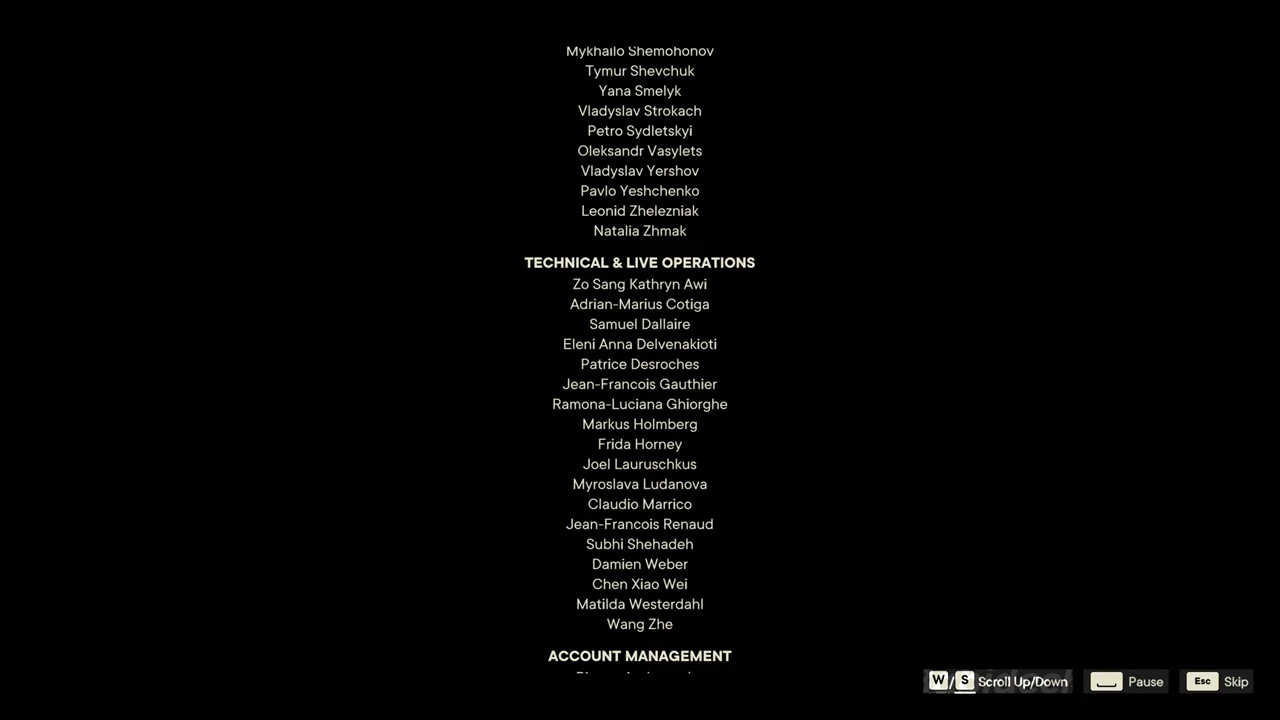 Mykhailo Shemohonov
Tymur Shevchuk
Yana Smelyk
Vladyslav Strokach
Petro Sydletskyi
Oleksandr Vasylets
Vladyslav Yershov
Pavlo Yeshchenko
Leonid Zhelezniak
Natalia Zhmak
TECHNICAL & LIVE OPERATIONS
Zo Sang Kathryn Awi
Adrian-Marius Cotiga
Samuel Dallaire
Eleni Anna Delvenakioti
Patrice Desroches
Jean-Francois Gauthier
Ramona-Luciana Ghiorghe
Markus Holmberg
Frida Horney
Joel Lauruschkus
Myroslava Ludanova
Claudio Marrico
Jean-Francois Renaud
Subhi Shehadeh
Damien Weber
Chen Xiao Wei
Matilda Westerdahl
Wang Zhe
ACCOUNT MANAGEMENT
W/S Scroll Up/Down Pause Esc Skip